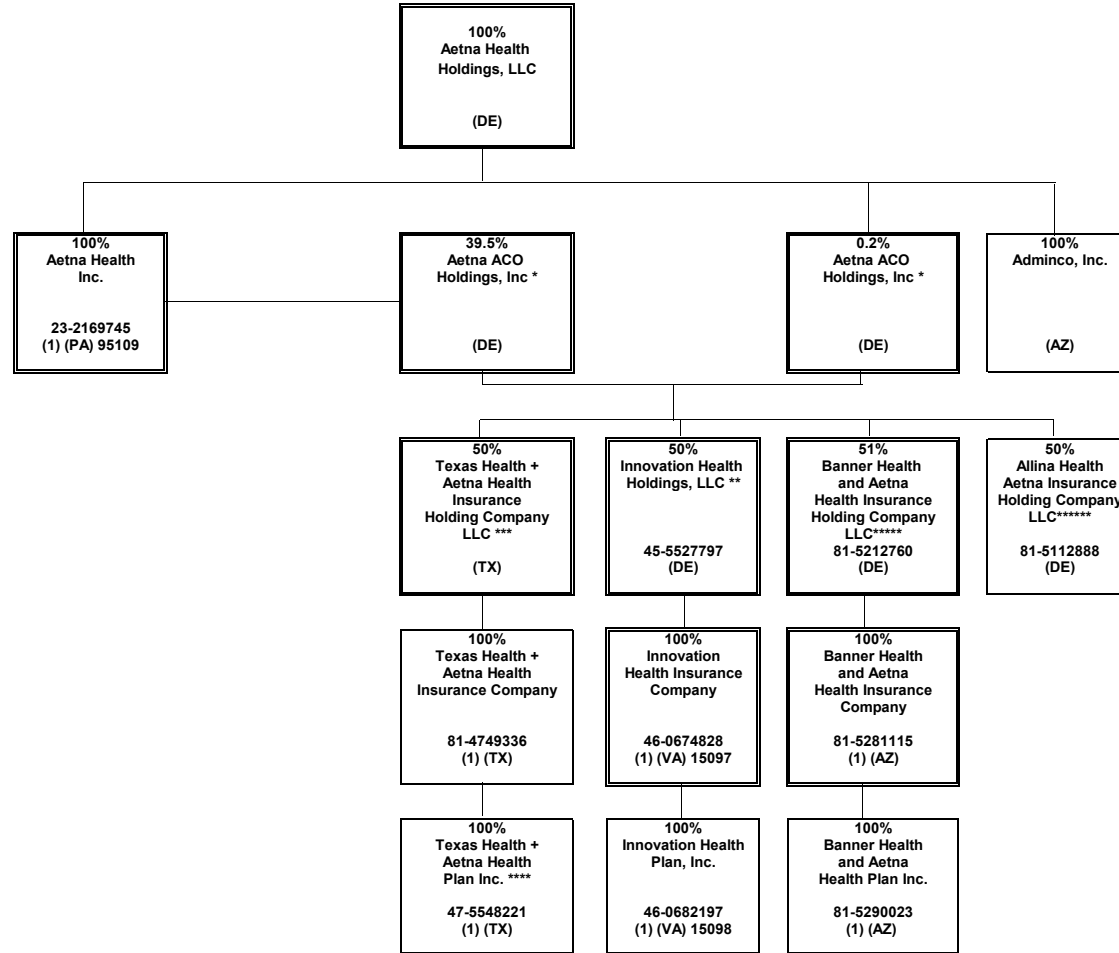 100%
Aetna Health
Holdings, LLC
(DE)
100%
Aetna Health
Inc.
23-2169745
(1) (PA) 95109
39.5%
Aetna ACO
Holdings, Inc *
(DE)
0.2%
Aetna ACO
Holdings, Inc *
(DE)
100%
Adminco, Inc.
(AZ)
50%
Texas Health +
Aetna Health
Insurance
Holding Company
LLC ***
(TX)
50%
Innovation Health
Holdings, LLC **
45-5527797
(DE)
51%
Banner Health
and Aetna
Health Insurance
Holding Company
LLC*****
81-5212760
(DE)
50%
Allina Health
Aetna Insurance
Holding Company
LLC******
81-5112888
(DE)
100%
Texas Health +
Aetna Health
Insurance Company
81-4749336
(1) (TX)
100%
Innovation
Health Insurance
Company
46-0674828
(1) (VA) 15097
100%
Banner Health
and Aetna
Health Insurance
Company
81-5281115
(1) (AZ)
100%
Texas Health +
Aetna Health
Plan Inc. ****
47-5548221
(1) (TX)
100%
Innovation Health
Plan, Inc.
46-0682197
(1) (VA) 15098
100%
Banner Health
and Aetna
Health Plan Inc.
81-5290023
(1) (AZ)